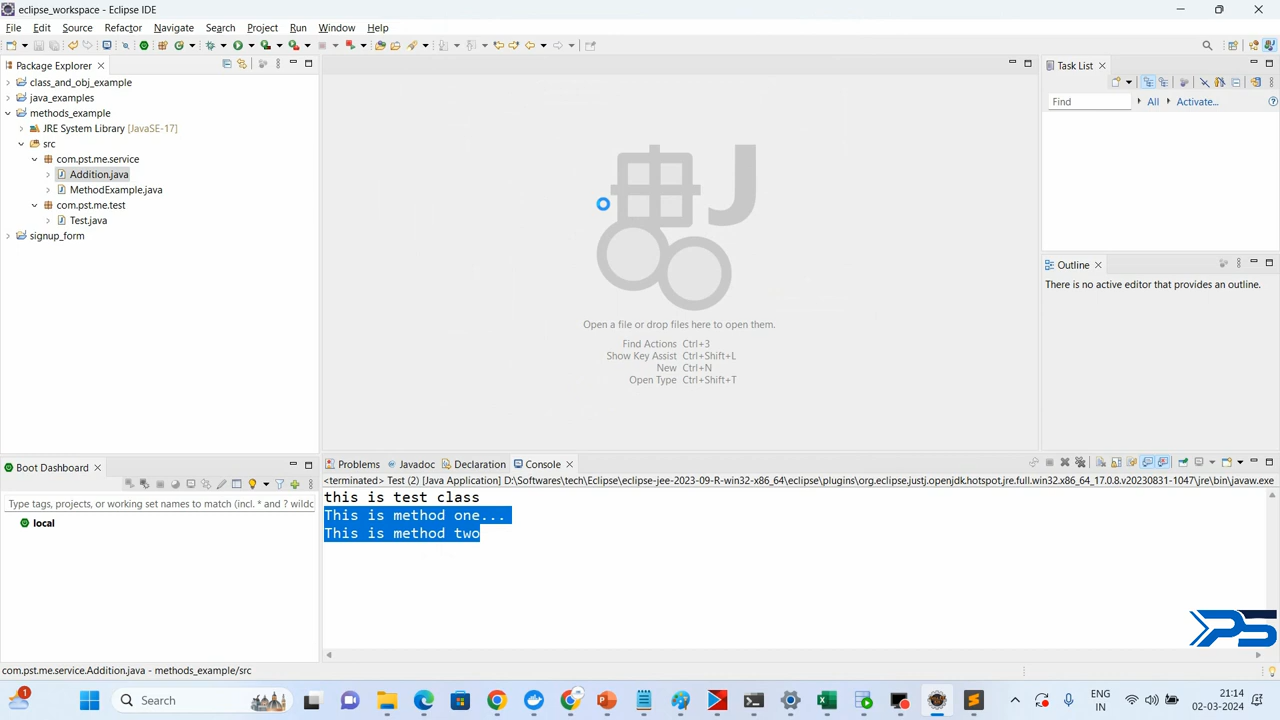 eclipse_workspace - Eclipse IDE
File Edit Source Refactor Navigate Search Project Run Window Help
Package Explorer
class_and_obj_example
java_examples
methods_example
JRE System Library [JavaSE-17]
src
com.pst.me.service
Addition.java
MethodExample.java
com.pst.me.test
Test.java
signup_form
Open a file or drop files here to open them.
Find Actions Ctrl+3
Show Key Assist Ctrl+Shift+L
New Ctrl+N
Open Type Ctrl+Shift+T
Task List
Find All Activate...
Outline
There is no active editor that provides an outline.
Boot Dashboard
Type tags, projects, or working set names to match (incl. * and ? wildc
local
Problems Javadoc Declaration Console
<terminated> Test (2) [Java Application] D:\Softwares\tech\Eclipse\eclipse-jee-2023-09-R-win32-x86_64\eclipse\plugins\org.eclipse.justj.openjdk.hotspot.jre.full.win32.x86_64_17.0.8.v20230831-1047\jre\bin\javaw.exe
this is test class
This is method one...
This is method two
PS
com.pst.me.service.Addition.java - methods_example/src
1
Search
ENG
IN
21:14
02-03-2024